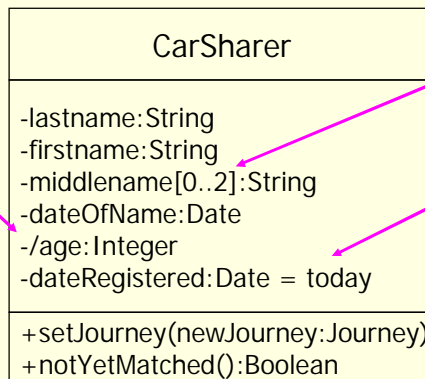 CarSharer
-lastname:String
-firstname:String
-middlename[0..2]:String
-dateOfName:Date
-/age:Integer
-dateRegistered:Date = today
+setJourney(newJourney:Journey)
+notYetMatched():Boolean